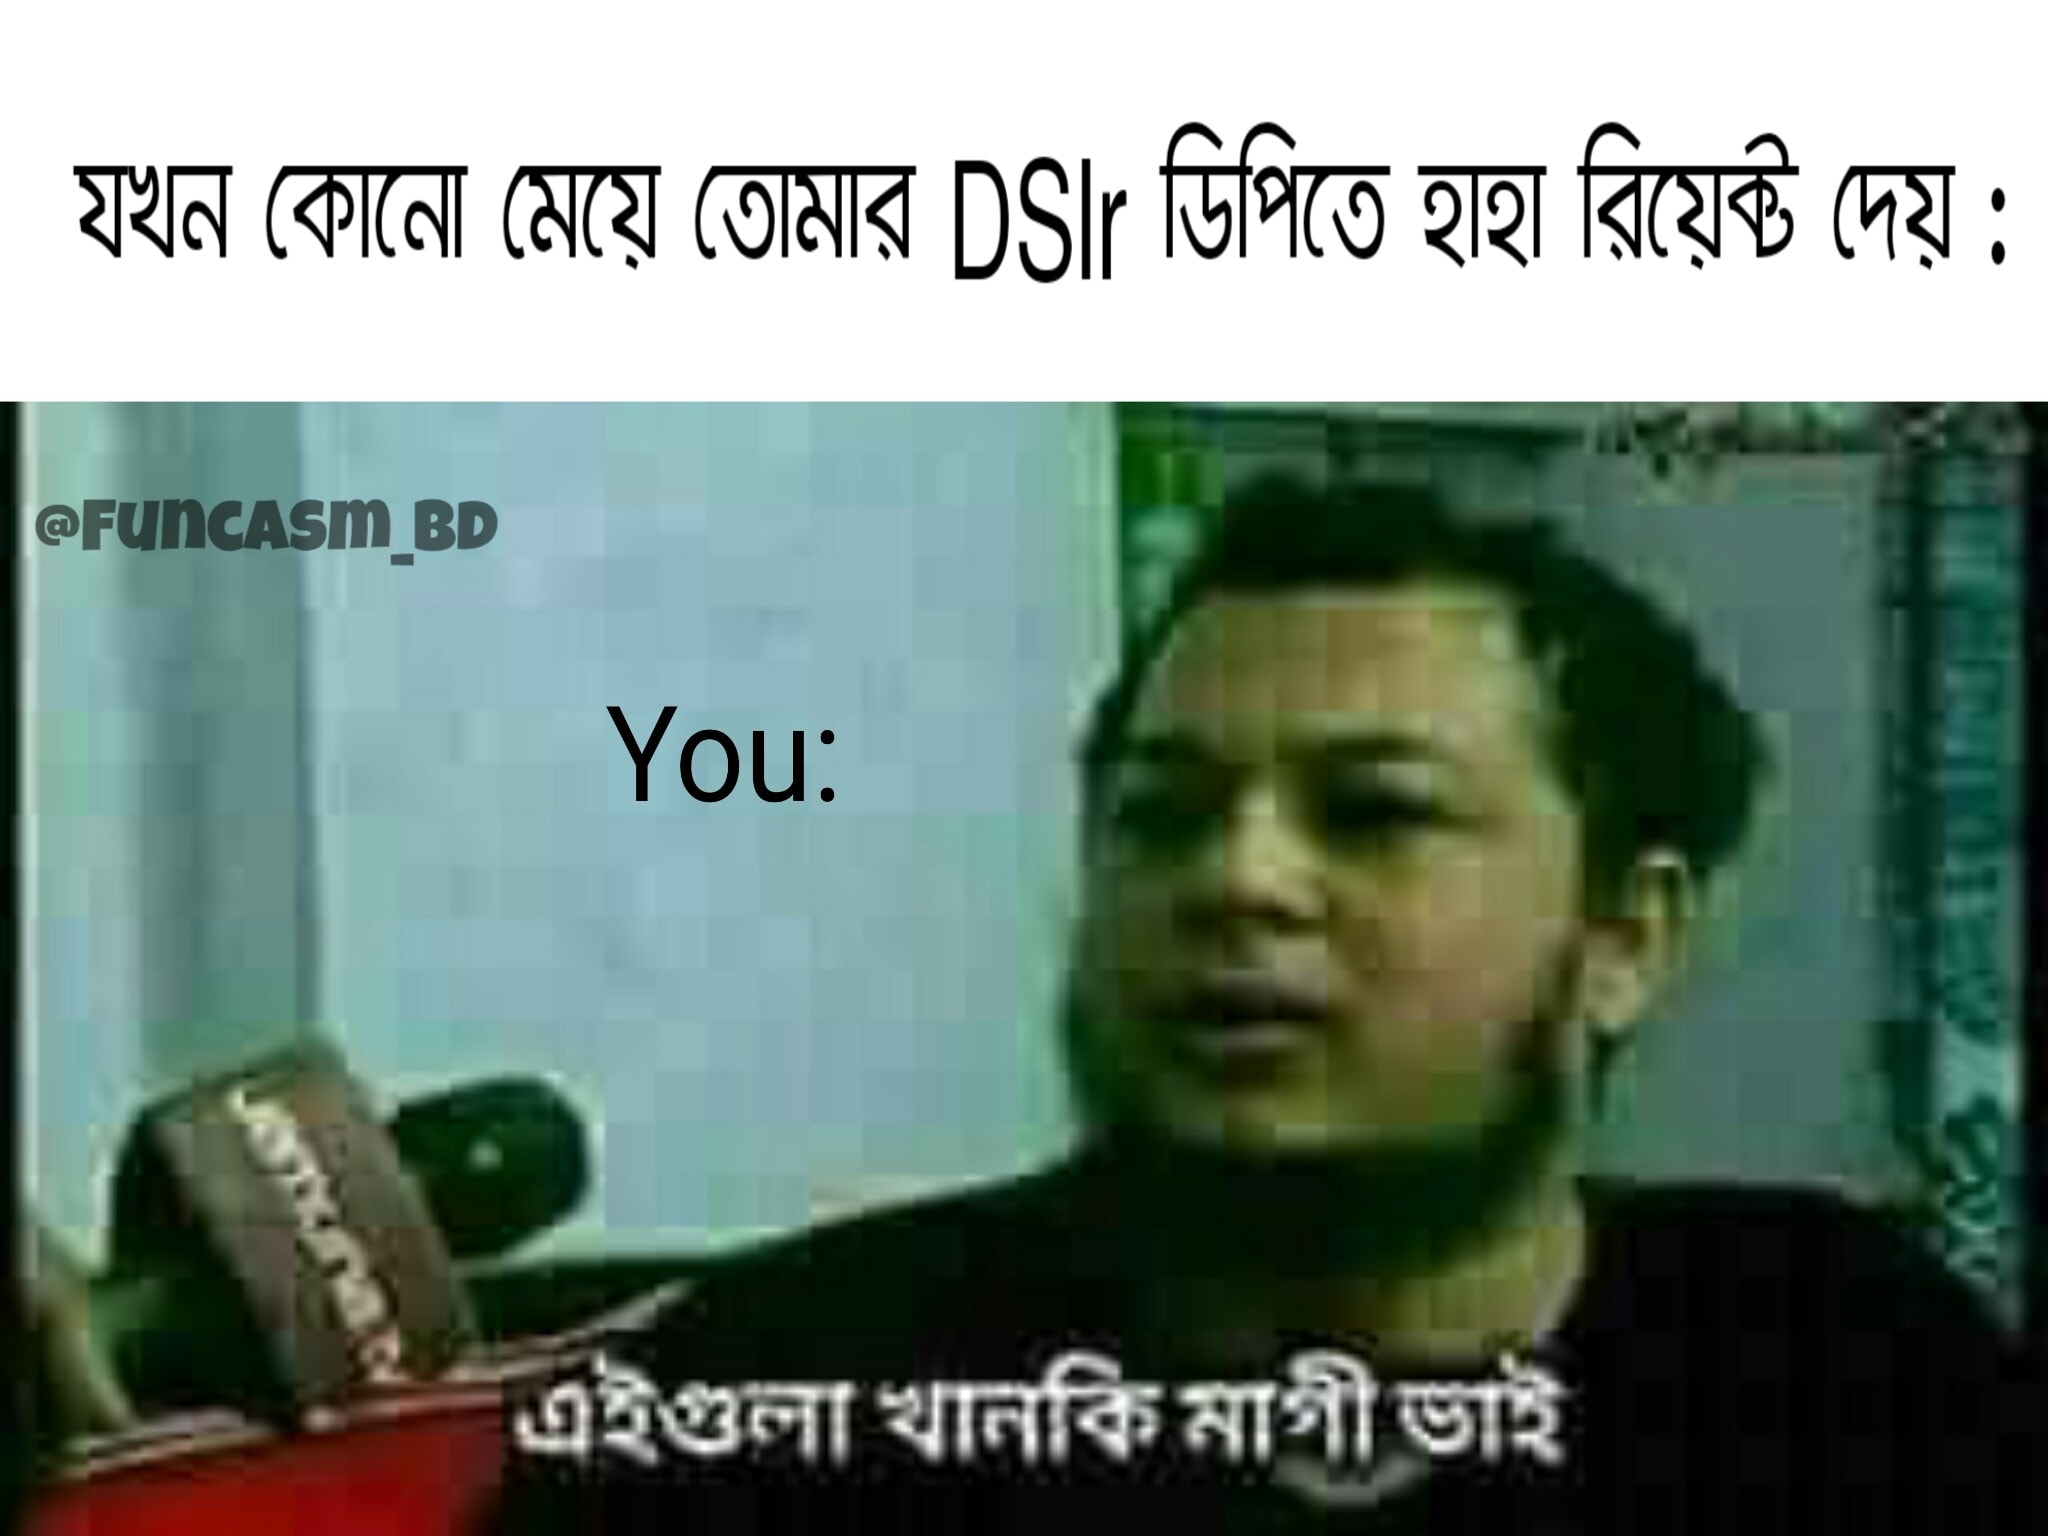 যখন কোনো মেয়ে তোমার DSlr ডিপিতে হাহা রিয়েক্ট দেয় :
@Funcasm_BD
You:
এইগুলা খানকি মাগী ভাই